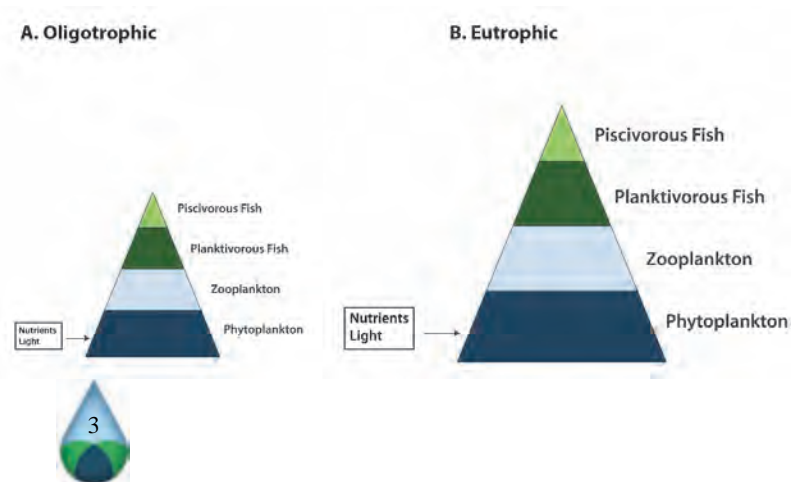 A. Oligotrophic
Piscivorous Fish
Planktivorous Fish
Zooplankton
Phytoplankton
Nutrients
Light
B. Eutrophic
Piscivorous Fish
Planktivorous Fish
Zooplankton
Phytoplankton
Nutrients
Light
3